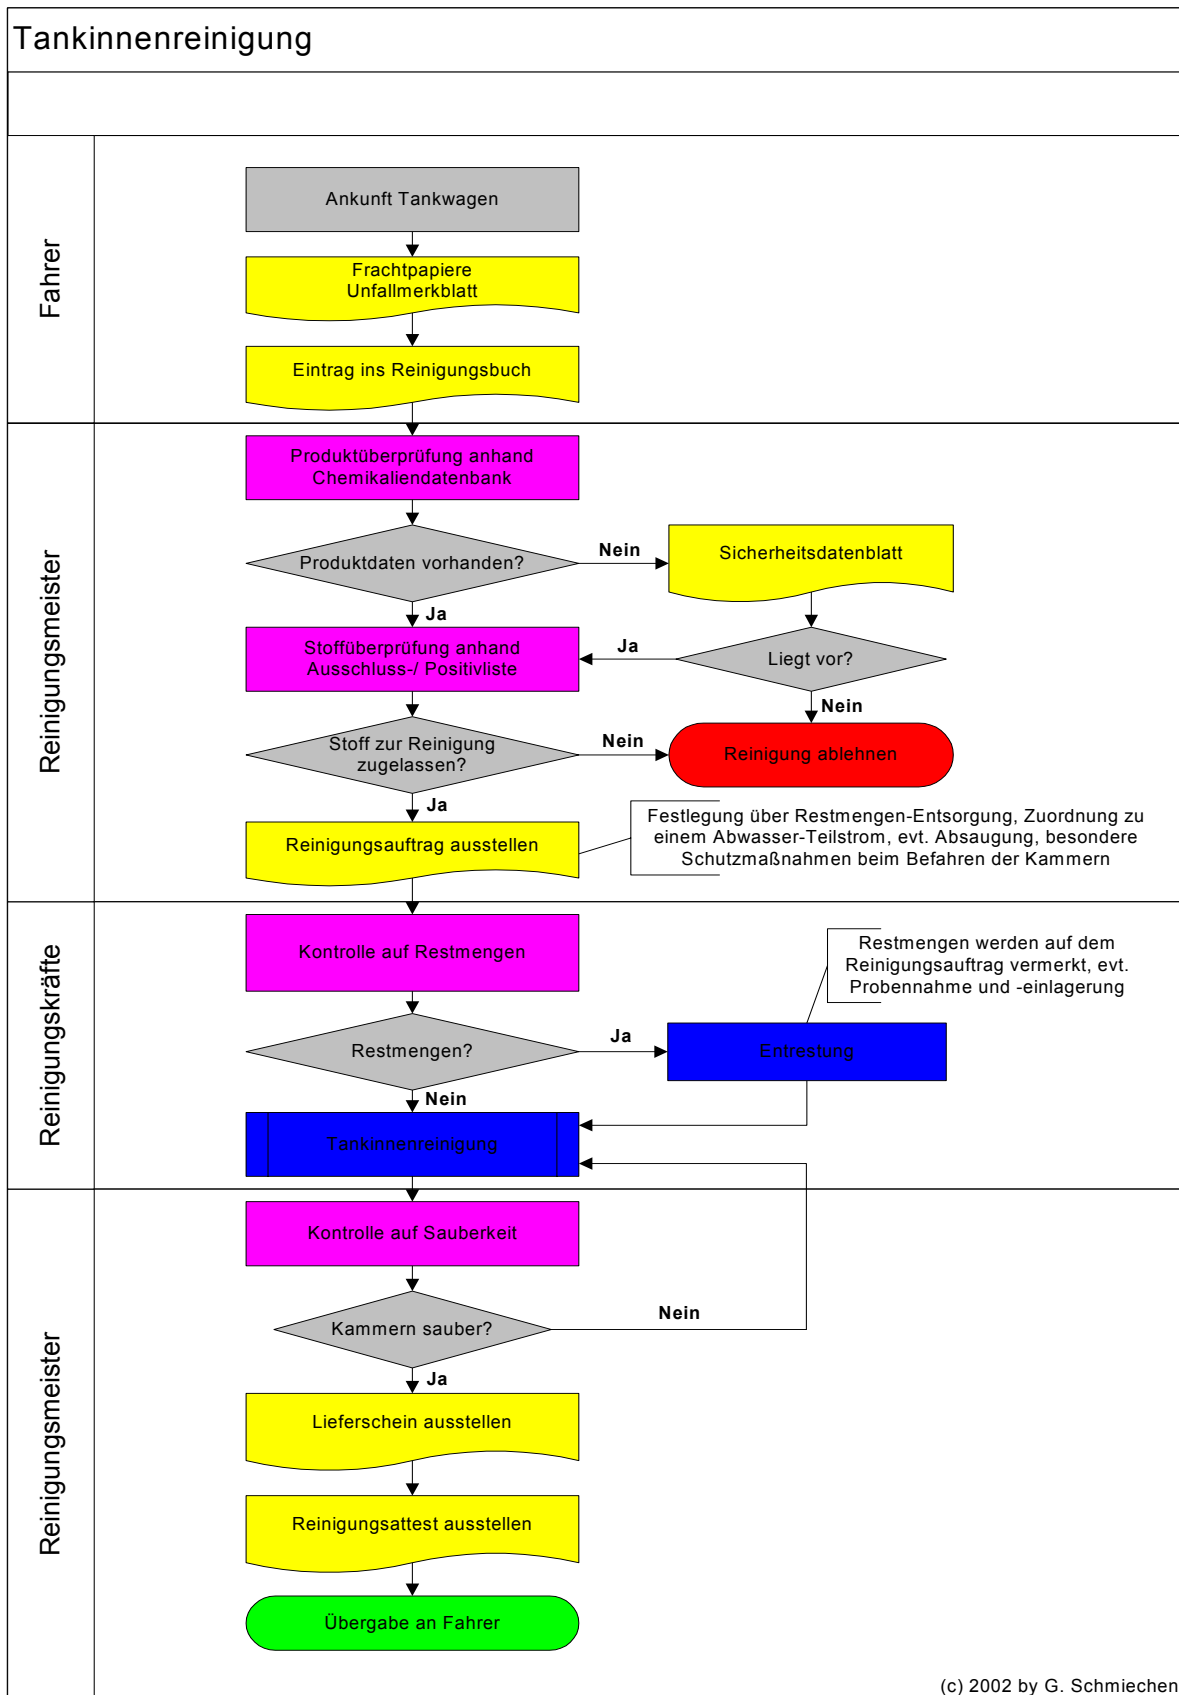 Tankinnenreinigung
Fahrer
Ankunft Tankwagen
Frachtpapiere
Unfallmerkblatt
Eintrag ins Reinigungsbuch
Reinigungsmeister
Produktüberprüfung anhand
Chemikaliendatenbank
Produktdaten vorhanden?
Nein
Sicherheitsdatenblatt
Ja
Stoffüberprüfung anhand
Ausschluss-/ Positivliste
Ja
Liegt vor?
Nein
Stoff zur Reinigung
zugelassen?
Nein
Reinigung ablehnen
Ja
Reinigungsauftrag ausstellen
Festlegung über Restmengen-Entsorgung, Zuordnung zu
einem Abwasser-Teilstrom, evt. Absaugung, besondere
Schutzmaßnahmen beim Befahren der Kammern
Reinigungskräfte
Kontrolle auf Restmengen
Restmengen werden auf dem
Reinigungsauftrag vermerkt, evt.
Probennahme und -einlagerung
Restmengen?
Ja
Entrestung
Nein
Tankinnenreinigung
Reinigungsmeister
Kontrolle auf Sauberkeit
Kammern sauber?
Nein
Ja
Lieferschein ausstellen
Reinigungsattest ausstellen
Übergabe an Fahrer
(c) 2002 by G. Schmiechen